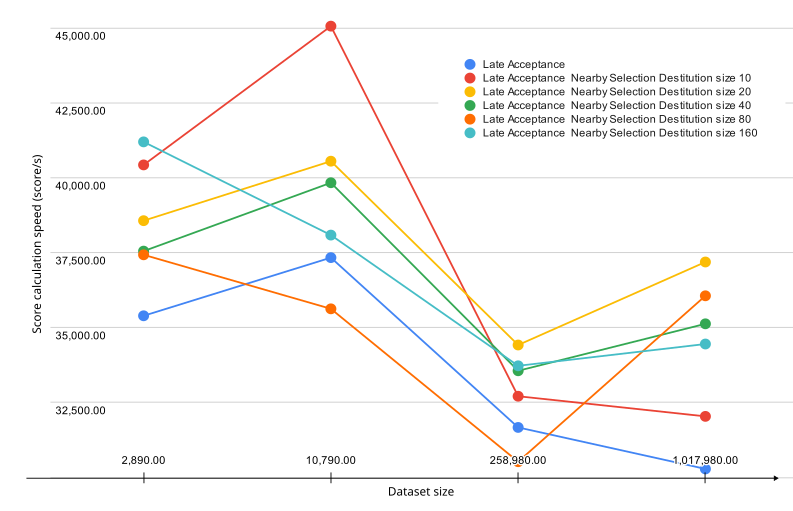 45,000.00
42,500.00
40,000.00
37,500.00
35,000.00
32,500.00
Score calculation speed (score/s)
Late Acceptance
Late Acceptance Nearby Selection Destitution size 10
Late Acceptance Nearby Selection Destitution size 20
Late Acceptance Nearby Selection Destitution size 40
Late Acceptance Nearby Selection Destitution size 80
Late Acceptance Nearby Selection Destitution size 160
2,890.00 10,790.00 258,980.00 1,017,980.00
Dataset size